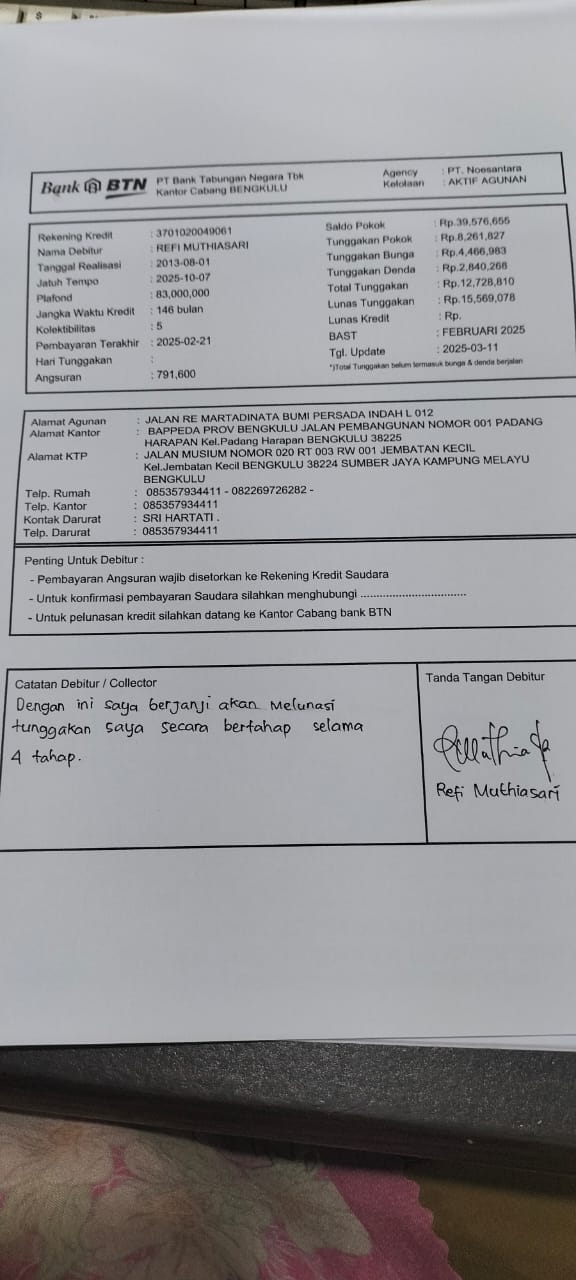 Bank BTN PT Bank Tabungan Negara Tbk
Kantor Cabang BENGKULU
Agency : PT. Noesantara
Kelolaan : AKTIF AGUNAN
Rekening Kredit : 3701020049061
Nama Debitur : REFI MUTHIASARI
Tanggal Realisasi : 2013-08-01
Jatuh Tempo : 2025-10-07
Plafond : 83,000,000
Jangka Waktu Kredit : 146 bulan
Kolektibilitas : 5
Pembayaran Terakhir : 2025-02-21
Hari Tunggakan :
Angsuran : 791,600
Saldo Pokok : Rp.39,576,655
Tunggakan Pokok : Rp.8,261,827
Tunggakan Bunga : Rp.4,466,983
Tunggakan Denda : Rp.2,840,268
Total Tunggakan : Rp.12,728,810
Lunas Tunggakan : Rp.15,569,078
Lunas Kredit : Rp.
BAST : FEBRUARI 2025
Tgl. Update : 2025-03-11
*)Total Tunggakan belum termasuk bunga & denda berjalan
Alamat Agunan : JALAN RE MARTADINATA BUMI PERSADA INDAH L 012
Alamat Kantor : BAPPEDA PROV BENGKULU JALAN PEMBANGUNAN NOMOR 001 PADANG
HARAPAN Kel.Padang Harapan BENGKULU 38225
Alamat KTP : JALAN MUSIUM NOMOR 020 RT 003 RW 001 JEMBATAN KECIL
Kel.Jembatan Kecil BENGKULU 38224 SUMBER JAYA KAMPUNG MELAYU
BENGKULU
Telp. Rumah : 085357934411 - 082269726282 -
Telp. Kantor : 085357934411
Kontak Darurat : SRI HARTATI .
Telp. Darurat : 085357934411
Penting Untuk Debitur :
- Pembayaran Angsuran wajib disetorkan ke Rekening Kredit Saudara
- Untuk konfirmasi pembayaran Saudara silahkan menghubungi ................................
- Untuk pelunasan kredit silahkan datang ke Kantor Cabang bank BTN
Catatan Debitur / Collector
Dengan ini saya berjanji akan Melunasi
tunggakan saya secara bertahap selama
4 tahap.
Tanda Tangan Debitur
Refi Muthiasari